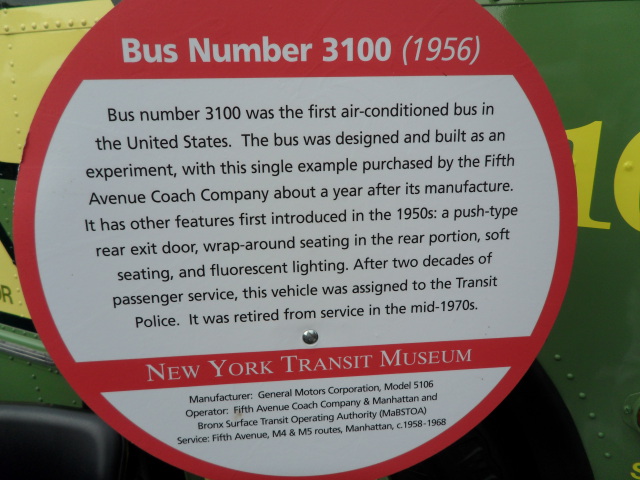 Bus Number 3100 (1956)
Bus number 3100 was the first air-conditioned bus in
the United States. The bus was designed and built as an
experiment, with this single example purchased by the Fifth
Avenue Coach Company about a year after its manufacture.
It has other features first introduced in the 1950s: a push-type
rear exit door, wrap-around seating in the rear portion, soft
seating, and fluorescent lighting. After two decades of
passenger service, this vehicle was assigned to the Transit
Police. It was retired from service in the mid-1970s.
NEW YORK TRANSIT MUSEUM
Manufacturer: General Motors Corporation, Model 5106
Operator: Fifth Avenue Coach Company & Manhattan and
Bronx Surface Transit Operating Authority (MaBSTOA)
Service: Fifth Avenue, M4 & M5 routes, Manhattan, c.1958-1968